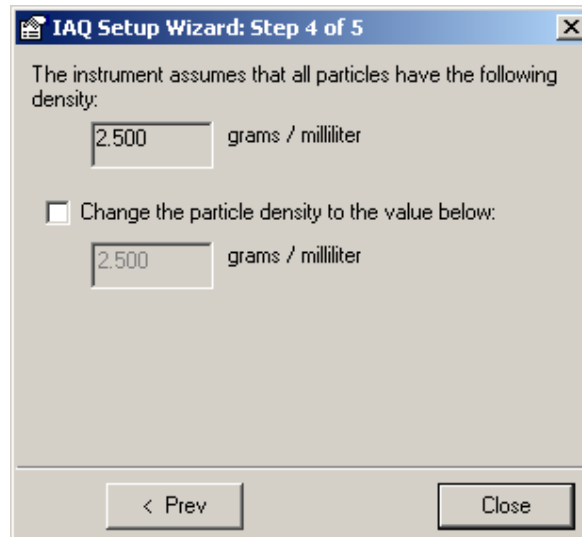 IAQ Setup Wizard: Step 4 of 5
The instrument assumes that all particles have the following
density:
2.500 grams / milliliter
Change the particle density to the value below:
2.500 grams / milliliter
< Prev Close